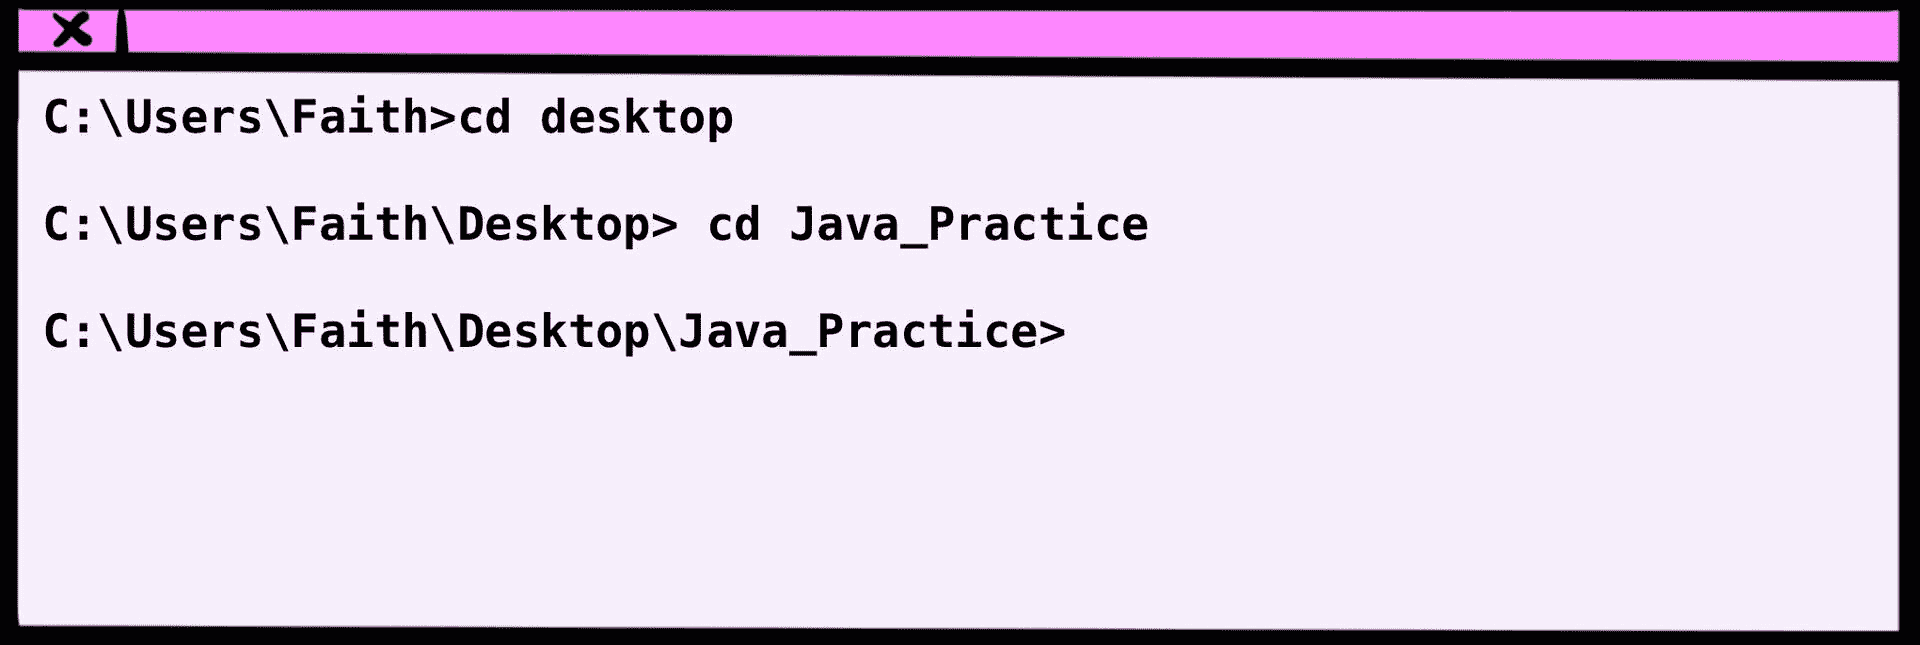 C:\Users\Faith>cd desktop
C:\Users\Faith\Desktop> cd Java_Practice
C:\Users\Faith\Desktop\Java_Practice>